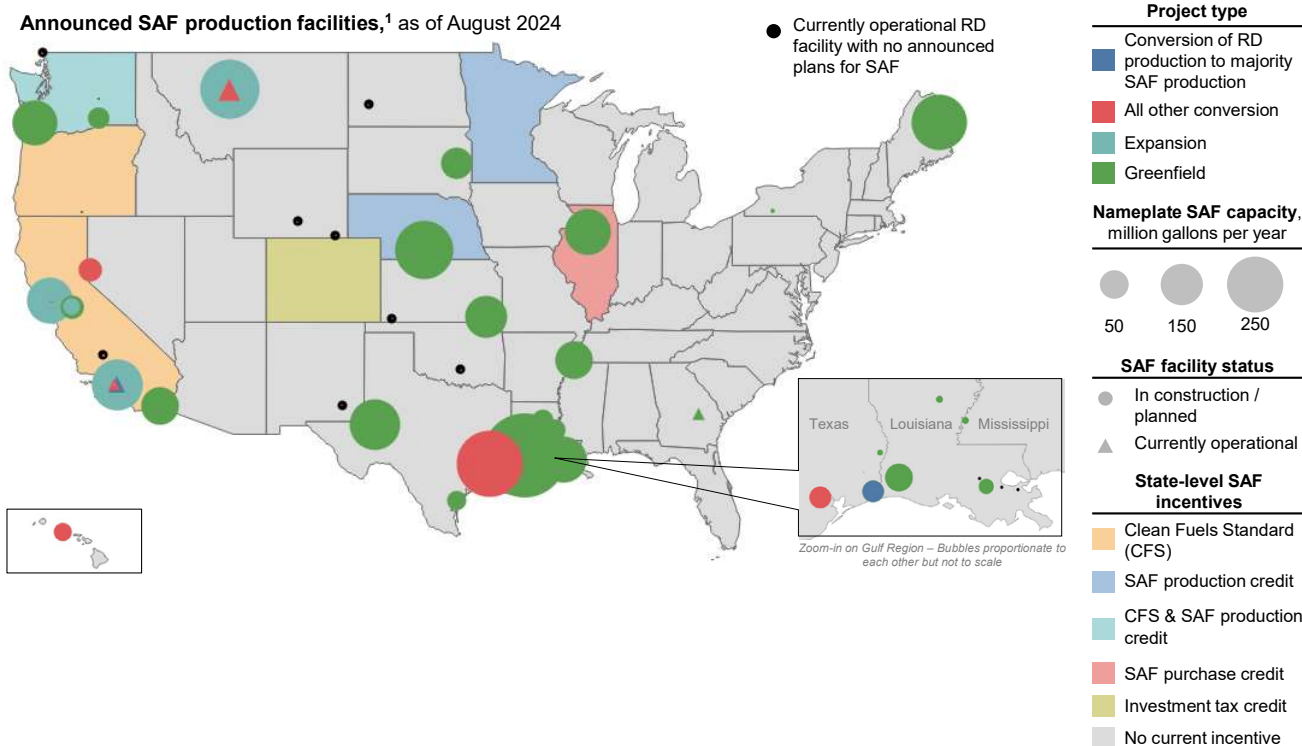 Announced SAF production facilities,1 as of August 2024
Currently operational RD
facility with no announced
plans for SAF
Project type
Conversion of RD
production to majority
SAF production
All other conversion
Expansion
Greenfield
Nameplate SAF capacity,
million gallons per year
50 150 250
SAF facility status
In construction /
planned
Currently operational
State-level SAF
incentives
Clean Fuels Standard
(CFS)
SAF production credit
CFS & SAF production
credit
SAF purchase credit
Investment tax credit
No current incentive
Texas Louisiana Mississippi
Zoom-in on Gulf Region – Bubbles proportionate to
each other but not to scale